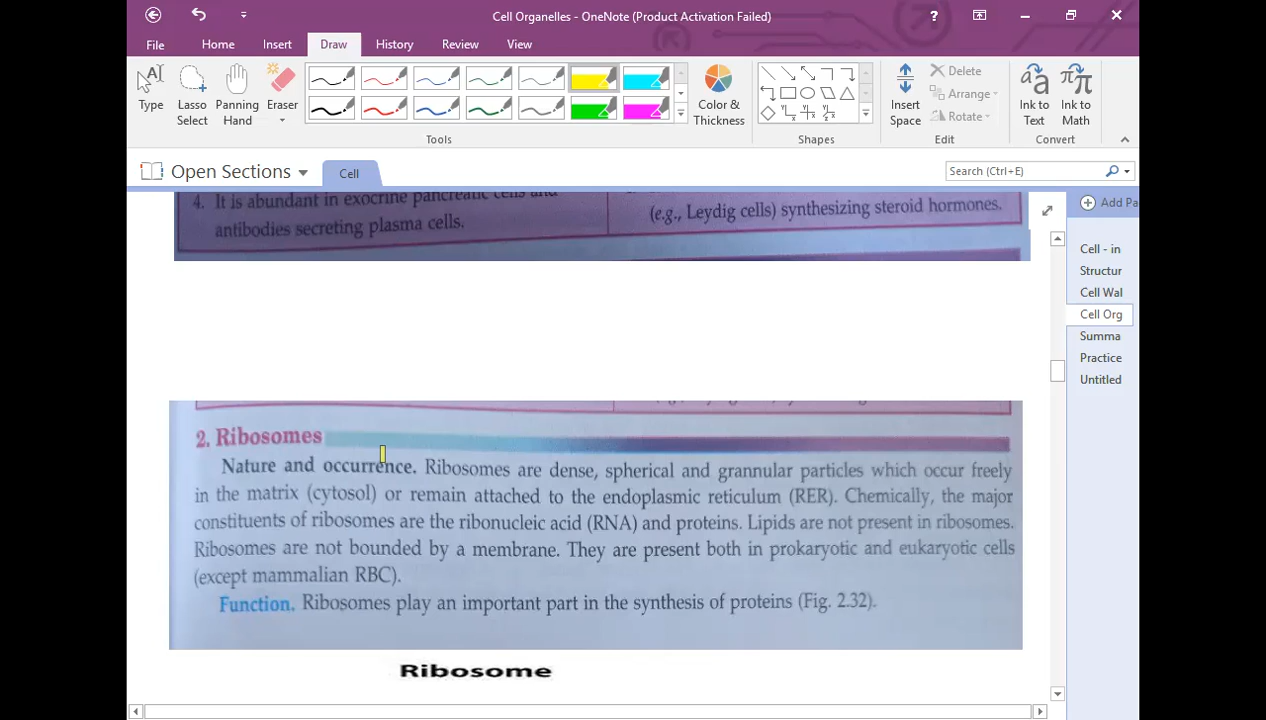 Cell Organelles - OneNote (Product Activation Failed)
?
File Home Insert Draw History Review View
Type
Lasso Select
Panning Hand
Eraser
Color & Thickness
Insert Space
Delete
Arrange
Rotate
Ink to Text
Ink to Math
Tools Shapes Edit Convert
Open Sections Cell Search (Ctrl+E)
Add Pa
Cell - in
Structur
Cell Wal
Cell Org
Summa
Practice
Untitled
4. It is abundant in exocrine pancreatic cells and
antibodies secreting plasma cells.
(e.g., Leydig cells) synthesizing steroid hormones.
2. Ribosomes
Nature and occurrence. Ribosomes are dense, spherical and grannular particles which occur freely
in the matrix (cytosol) or remain attached to the endoplasmic reticulum (RER). Chemically, the major
constituents of ribosomes are the ribonucleic acid (RNA) and proteins. Lipids are not present in ribosomes.
Ribosomes are not bounded by a membrane. They are present both in prokaryotic and eukaryotic cells
(except mammalian RBC).
Function. Ribosomes play an important part in the synthesis of proteins (Fig. 2.32).
Ribosome